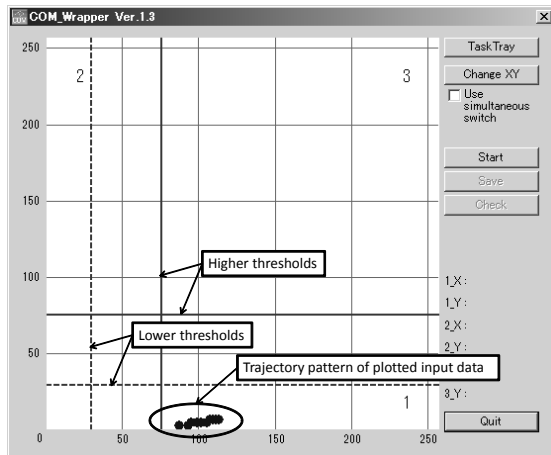 COM_Wrapper Ver.1.3
250
2
3
TaskTray
Change XY
Use
simultaneous
switch
200
Start
150
Save
Check
Higher thresholds
100
1_X :
1_Y :
2_X :
Lower thresholds
2_Y :
50
Trajectory pattern of plotted input data
1
3_Y :
Quit
0 50 100 150 200 250